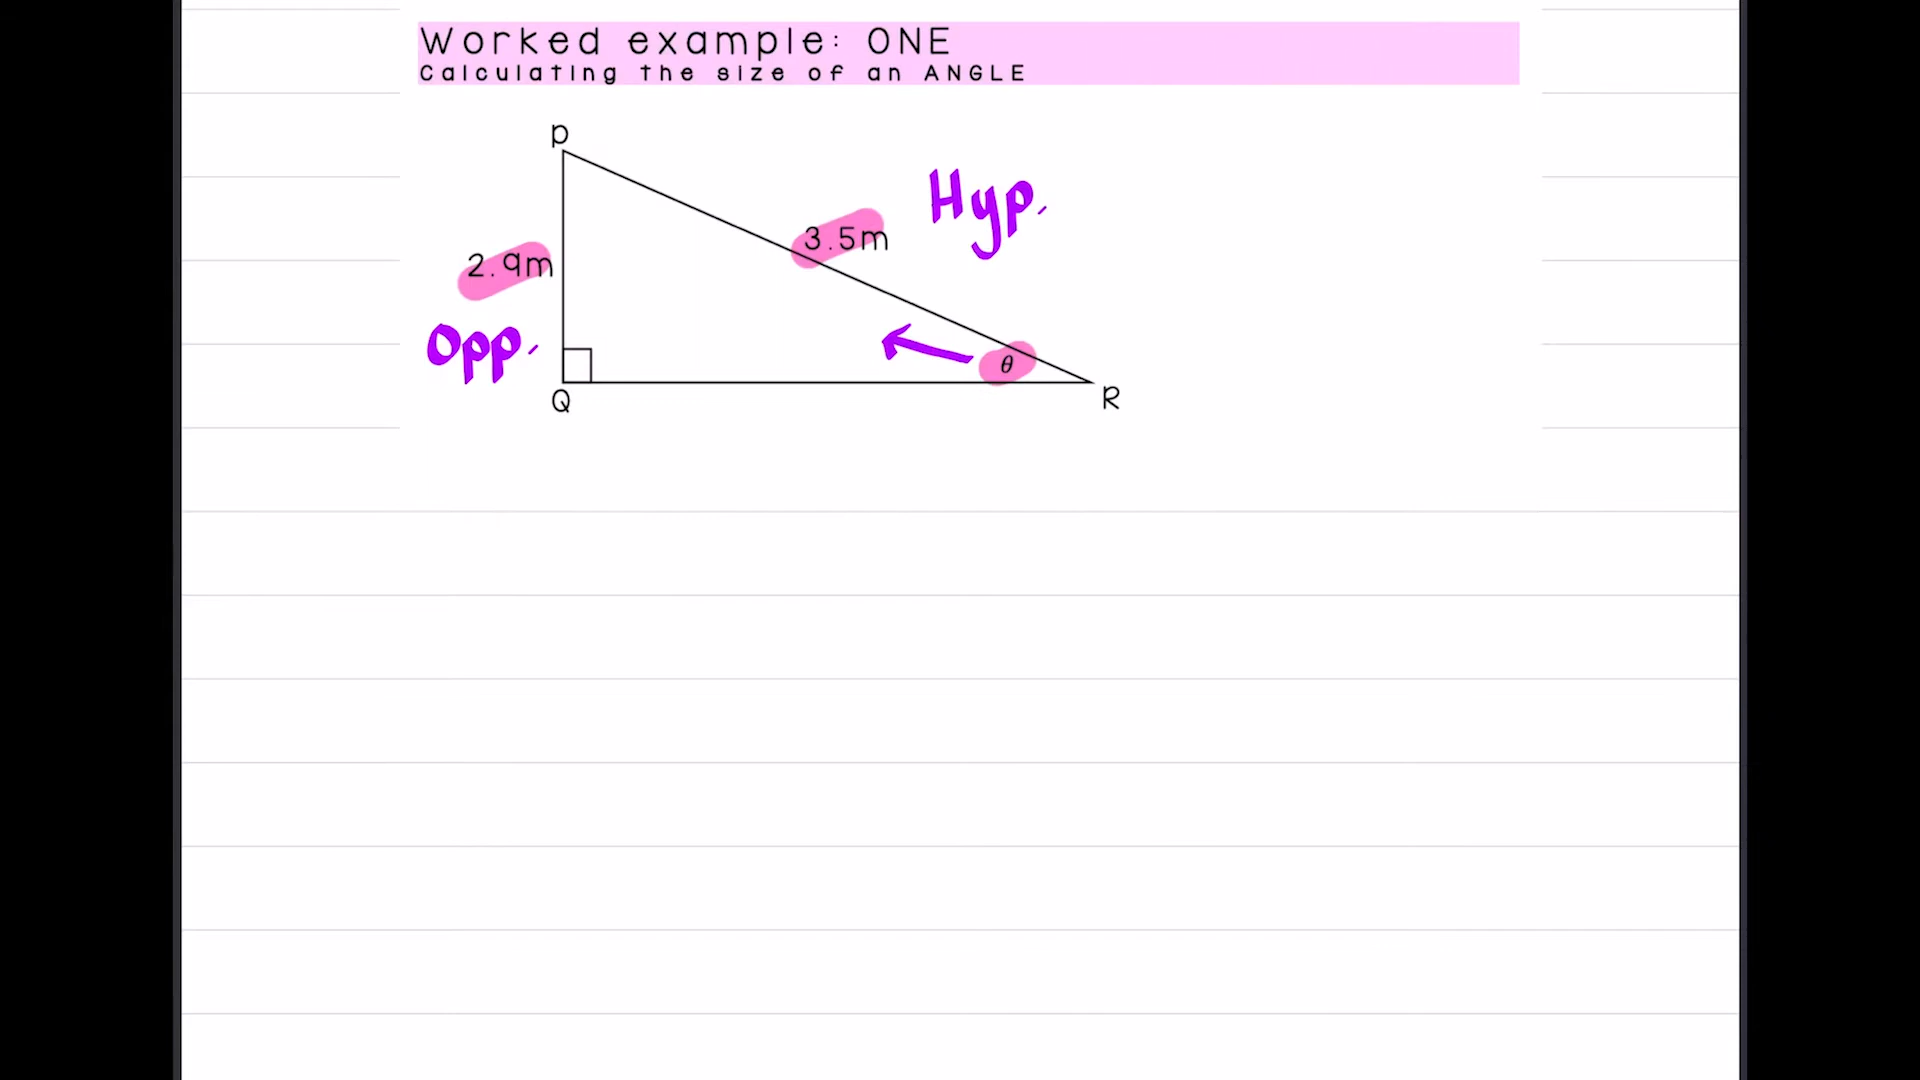 Worked example: ONE
Calculating the size of an ANGLE
P
3.5m
Hyp.
2.9m
Opp.
θ
Q
R